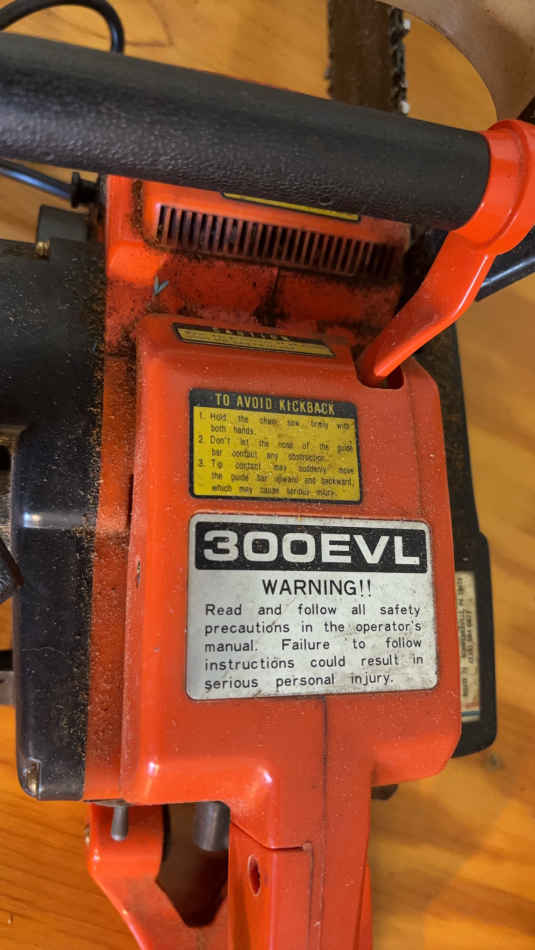 CAUTION
TO AVOID KICKBACK
1. Hold the chain saw firmly with
both hands.
2. Don't let the nose of the guide
bar contact any obstruction.
3. Tip contact may suddenly move
the guide bar upward and backward,
which may cause serious injury.
300EVL
WARNING!!
Read and follow all safety
precautions in the operator's
manual. Failure to follow
instructions could result in
serious personal injury.